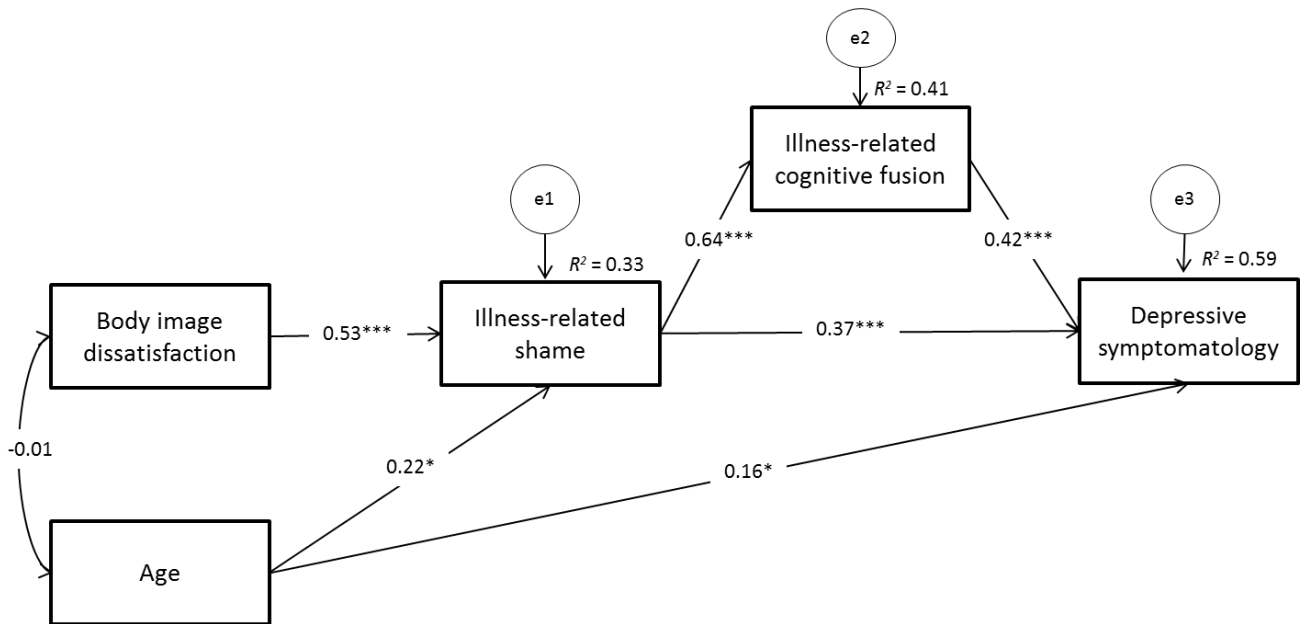 e2
R² = 0.41
Illness-related
cognitive fusion
e1
e3
0.64***
0.42***
R² = 0.33
R² = 0.59
Body image
dissatisfaction
0.53***
Illness-related
shame
0.37***
Depressive
symptomatology
-0.01
0.22*
0.16*
Age